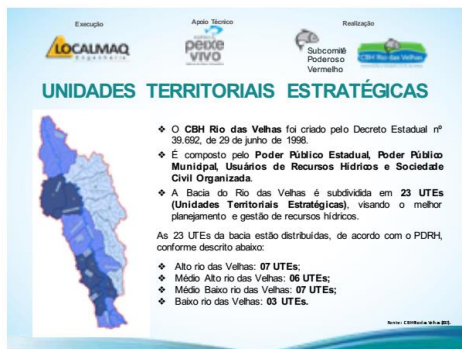 Execução
Apoio Técnico
Realização
LOCALMAQ
Engenharia
peixe
vivo
Subcomitê
Poderoso
Vermelho
CBH Rio das Velhas
UNIDADES TERRITORIAIS ESTRATÉGICAS
❖ O CBH Rio das Velhas foi criado pelo Decreto Estadual nº
39.692, de 29 de junho de 1998.
❖ É composto pelo Poder Público Estadual, Poder Público
Municipal, Usuários de Recursos Hídricos e Sociedade
Civil Organizada.
❖ A Bacia do Rio das Velhas é subdividida em 23 UTEs
(Unidades Territoriais Estratégicas), visando o melhor
planejamento e gestão de recursos hídricos.
As 23 UTEs da bacia estão distribuídas, de acordo com o PDRH,
conforme descrito abaixo:
❖ Alto rio das Velhas: 07 UTEs;
❖ Médio Alto rio das Velhas: 06 UTEs;
❖ Médio Baixo rio das Velhas: 07 UTEs;
❖ Baixo rio das Velhas: 03 UTEs.
Fonte: CBH Rio das Velhas